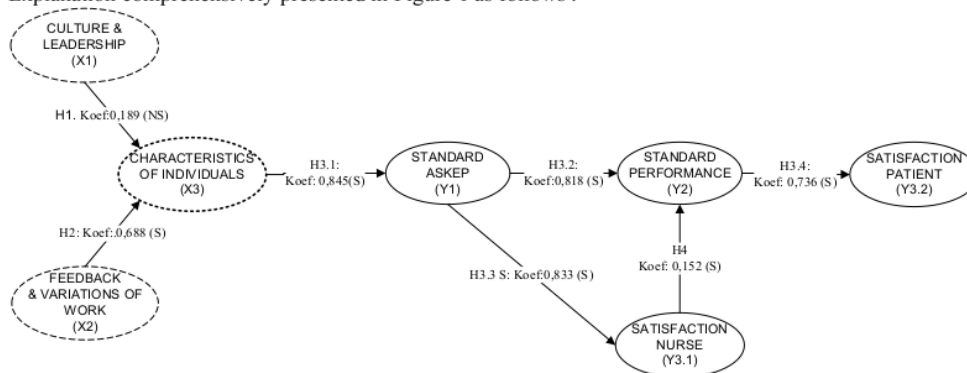 Explanation comprehensively presented in Figure 1 as follows :
CULTURE &
LEADERSHIP
(X1)
H1. Koef:0,189 (NS)
CHARACTERISTICS
OF INDIVIDUALS
(X3)
H2: Koef:.0,688 (S)
FEEDBACK
& VARIATIONS OF
WORK
(X2)
H3.1:
Koef: 0,845(S)
STANDARD
ASKEP
(Y1)
H3.2:
Koef:0,818 (S)
STANDARD
PERFORMANCE
(Y2)
H3.4:
Koef: 0,736 (S)
SATISFACTION
PATIENT
(Y3.2)
H3.3 S: Koef:0,833 (S)
H4
Koef: 0,152 (S)
SATISFACTION
NURSE
(Y3.1)